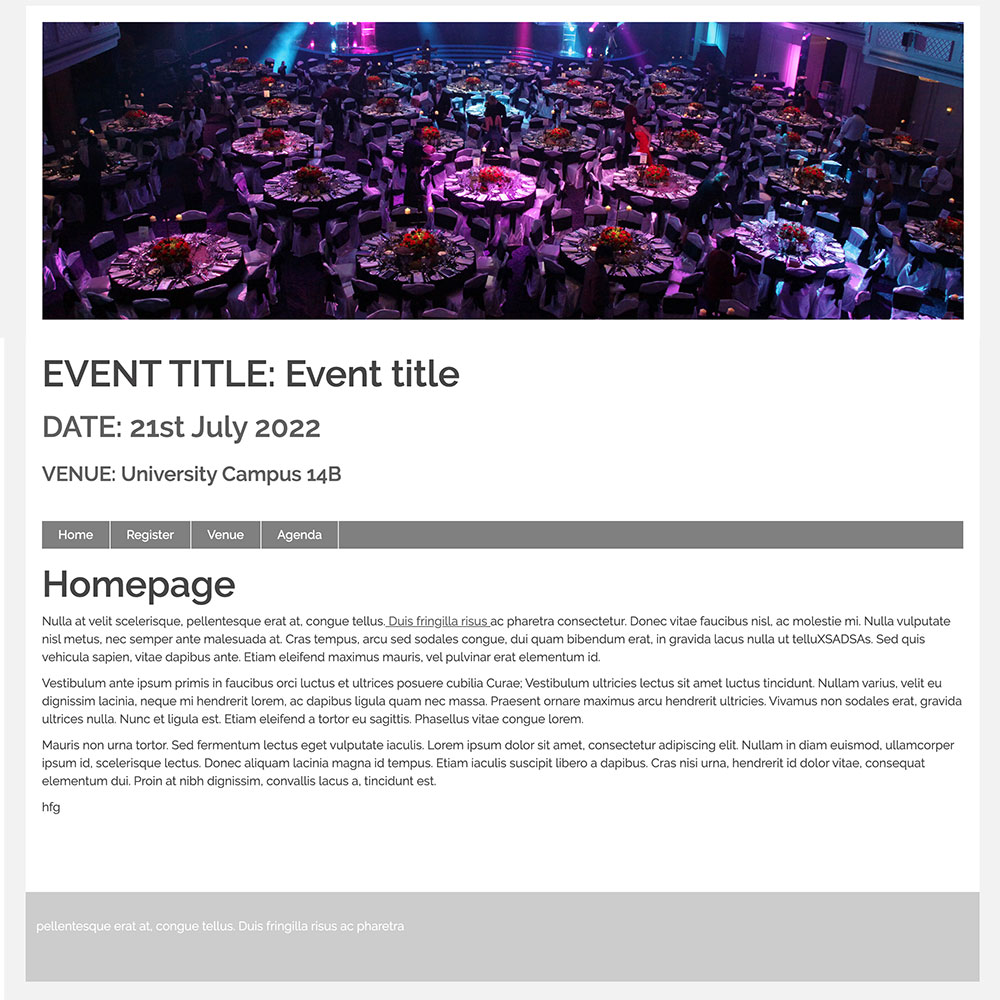 EVENT TITLE: Event title
DATE: 21st July 2022
VENUE: University Campus 14B
Home Register Venue Agenda
Homepage
Nulla at velit scelerisque, pellentesque erat at, congue tellus. Duis fringilla risus ac pharetra consectetur. Donec vitae faucibus nisl, ac molestie mi. Nulla vulputate
nisl metus, nec semper ante malesuada at. Cras tempus, arcu sed sodales congue, dui quam bibendum erat, in gravida lacus nulla ut telluXSADSAs. Sed quis
vehicula sapien, vitae dapibus ante. Etiam eleifend maximus mauris, vel pulvinar erat elementum id.
Vestibulum ante ipsum primis in faucibus orci luctus et ultrices posuere cubilia Curae; Vestibulum ultricies lectus sit amet luctus tincidunt. Nullam varius, velit eu
dignissim lacinia, neque mi hendrerit lorem, ac dapibus ligula quam nec massa. Praesent ornare maximus arcu hendrerit ultricies. Vivamus non sodales erat, gravida
ultrices nulla. Nunc et ligula est. Etiam eleifend a tortor eu sagittis. Phasellus vitae congue lorem.
Mauris non urna tortor. Sed fermentum lectus eget vulputate iaculis. Lorem ipsum dolor sit amet, consectetur adipiscing elit. Nullam in diam euismod, ullamcorper
ipsum id, scelerisque lectus. Donec aliquam lacinia magna id tempus. Etiam iaculis suscipit libero a dapibus. Cras nisi urna, hendrerit id dolor vitae, consequat
elementum dui. Proin at nibh dignissim, convallis lacus a, tincidunt est.
hfg
pellentesque erat at, congue tellus. Duis fringilla risus ac pharetra